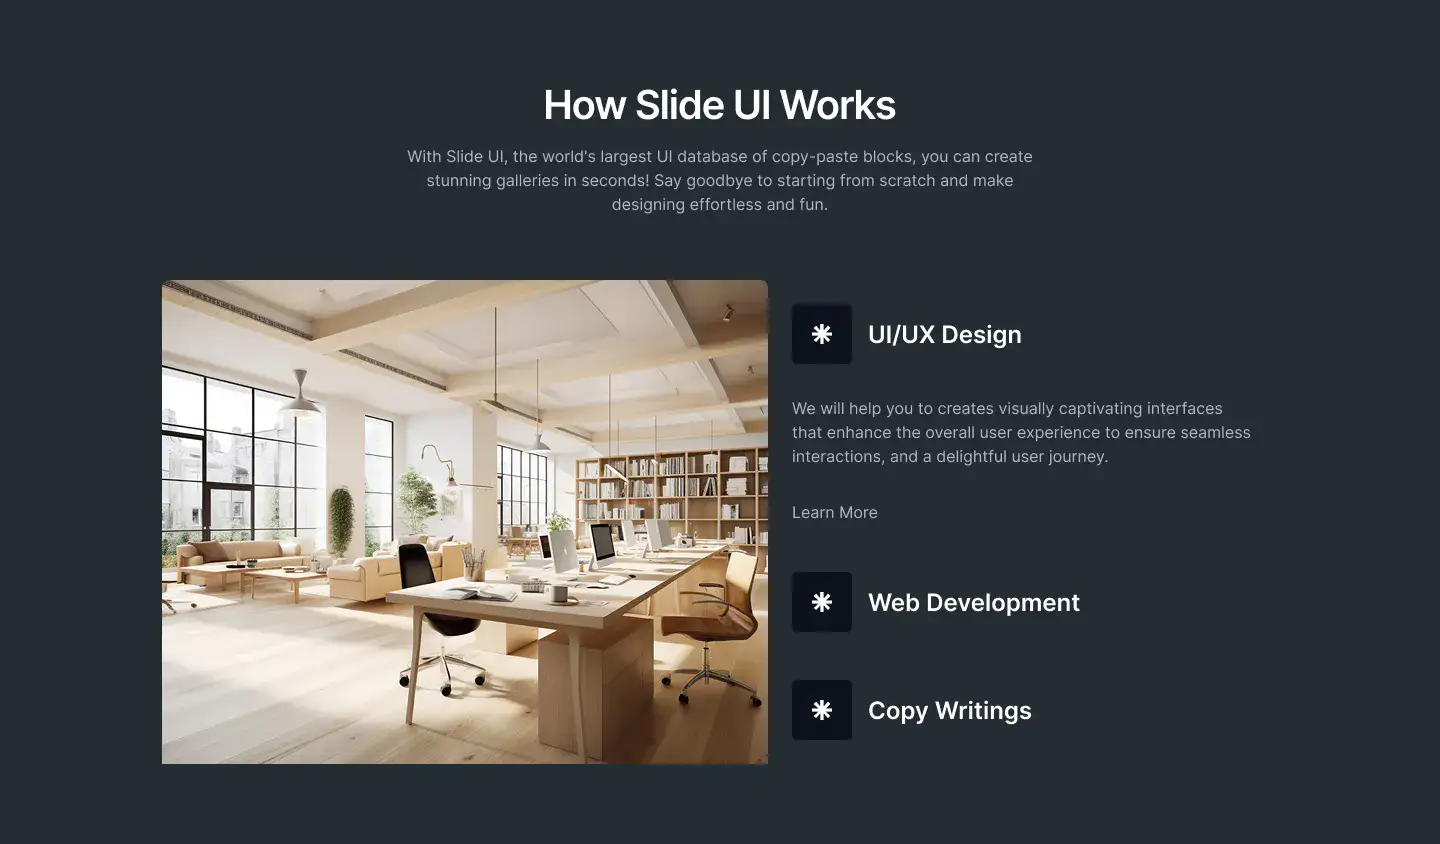 How Slide UI Works
With Slide UI, the world's largest UI database of copy-paste blocks, you can create
stunning galleries in seconds! Say goodbye to starting from scratch and make
designing effortless and fun.
UI/UX Design
We will help you to creates visually captivating interfaces
that enhance the overall user experience to ensure seamless
interactions, and a delightful user journey.
Learn More
Web Development
Copy Writings